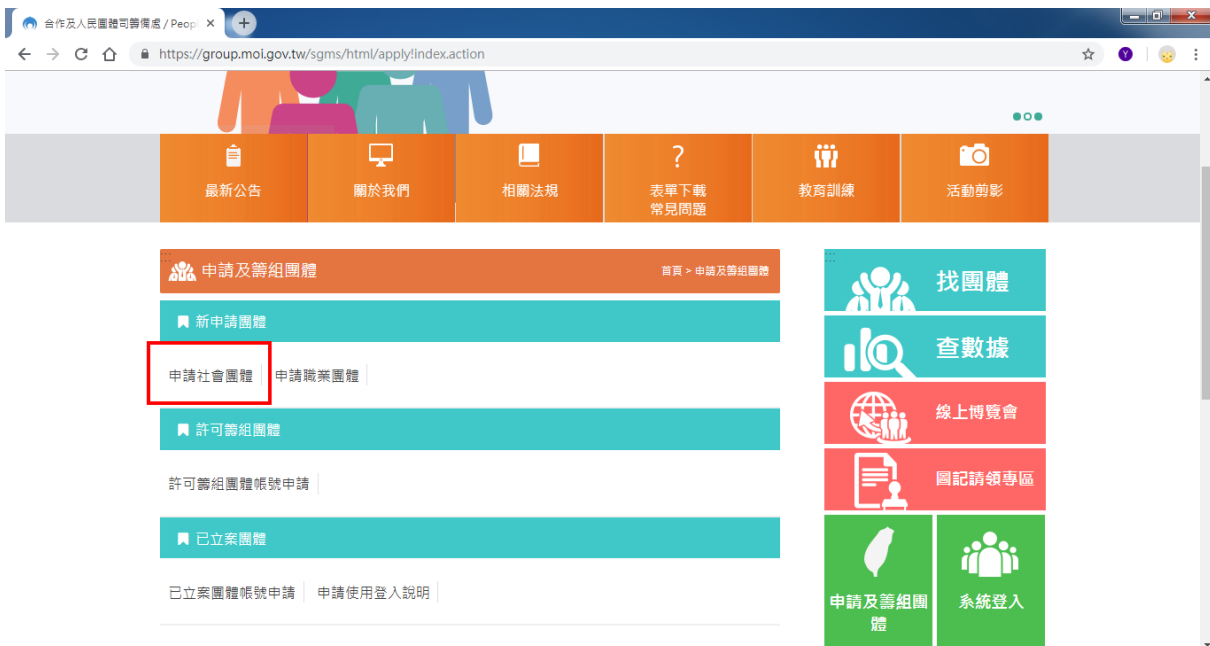 合作及人民團體司籌備處 / Peopl
https://group.moi.gov.tw/sgms/html/apply!index.action
Y
最新公告
關於我們
相關法規
?
表單下載
常見問題
教育訓練
活動剪影
申請及籌組團體
首頁 > 申請及籌組團體
新申請團體
申請社會團體
申請職業團體
許可籌組團體
許可籌組團體帳號申請
已立案團體
已立案團體帳號申請
申請使用登入說明
找團體
查數據
線上博覽會
圖記請領專區
申請及籌組團
體
系統登入